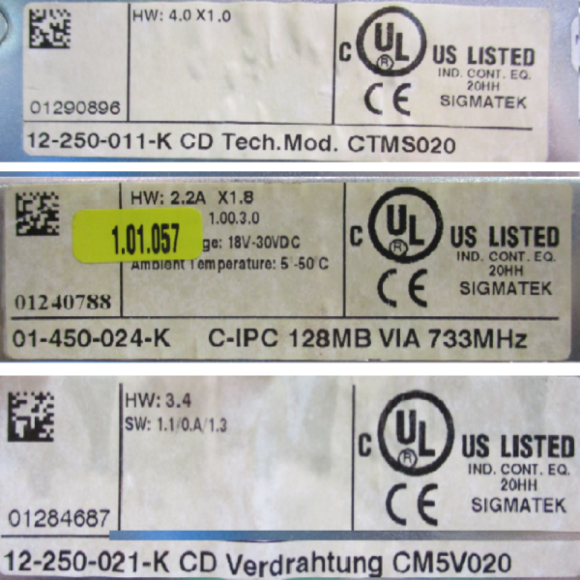 HW: 4.0 X1.0
C UL US LISTED
®
IND. CONT. EQ.
20HH
CE SIGMATEK
01290896
12-250-011-K CD Tech.Mod. CTMS020
HW: 2.2A X1.8
1.00.3.0
1.01.057
ge: 18V-30VDC
Ambient Temperature: 5-50°C
C UL US LISTED
®
IND. CONT. EQ.
20HH
CE SIGMATEK
01240788
01-450-024-K C-IPC 128MB VIA 733MHz
HW: 3.4
SW: 1.1/0.A/1.3
C UL US LISTED
®
IND. CONT. EQ.
20HH
CE SIGMATEK
01284687
12-250-021-K CD Verdrahtung CM5V020